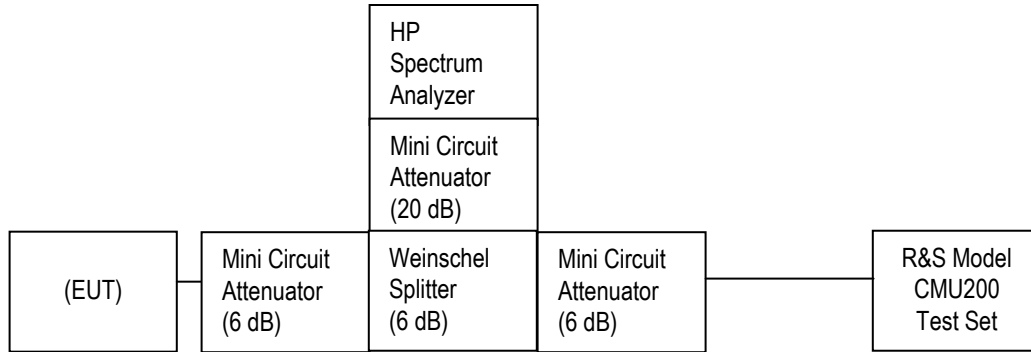 HP
Spectrum
Analyzer
Mini Circuit
Attenuator
(20 dB)
(EUT)
Mini Circuit
Attenuator
(6 dB)
Weinschel
Splitter
(6 dB)
Mini Circuit
Attenuator
(6 dB)
R&S Model
CMU200
Test Set